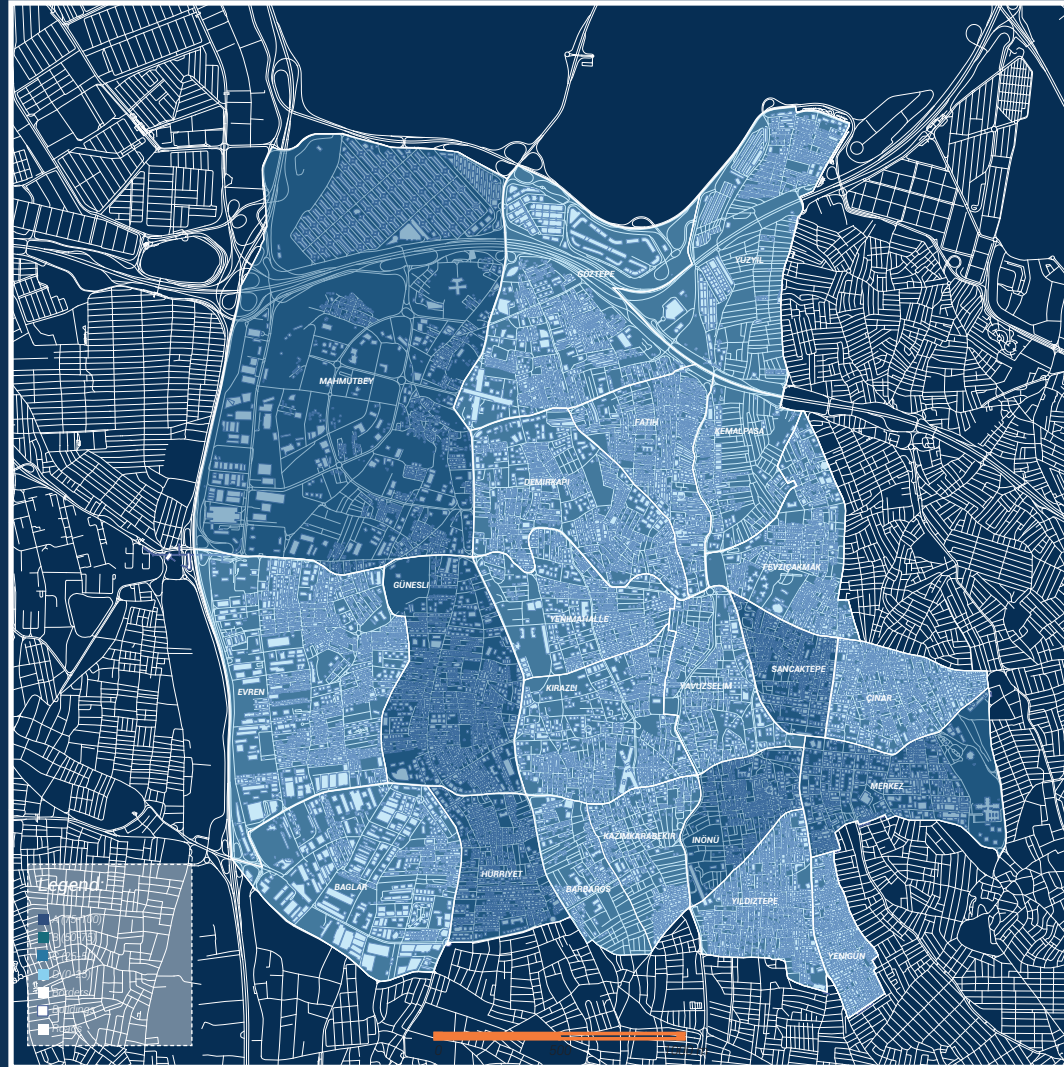 GÖZTEPE
YÜZYIL
MAHMUTBEY
FATİH
KEMALPAŞA
DEMİRKAPI
FEVZİÇAKMAK
GÜNEŞLİ
YENİMAHALLE
SANCAKTEPE
KİRAZLI
YAVUZSELİM
EVREN
ÇINAR
MERKEZ
KAZIMKARABEKİR
İNÖNÜ
HÜRRİYET
BAĞLAR
BARBAROS
YILDIZTEPE
YENİGÜN
Legend: